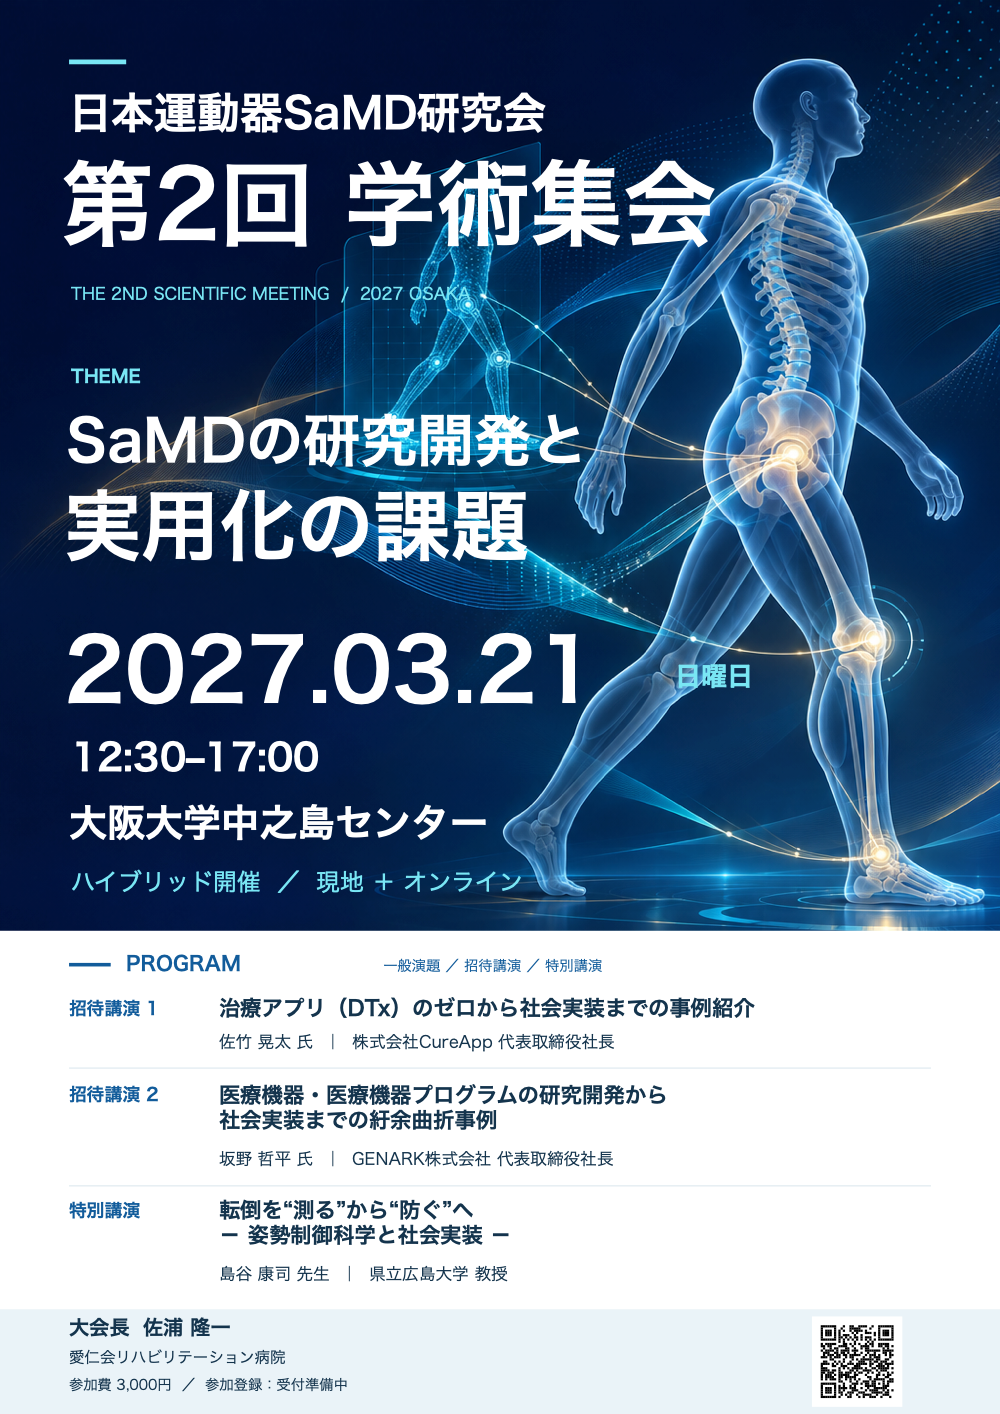 日本運動器SaMD研究会
第2回 学術集会
THE 2ND SCIENTIFIC MEETING / 2027 OSAKA
THEME
SaMDの研究開発と
実用化の課題
2027.03.21
日曜日
12:30–17:00
大阪大学中之島センター
ハイブリッド開催 ／ 現地 ＋ オンライン
PROGRAM
一般演題 ／ 招待講演 ／ 特別講演
招待講演 1
治療アプリ（DTx）のゼロから社会実装までの事例紹介
佐竹 晃太 氏 ｜ 株式会社CureApp 代表取締役社長
招待講演 2
医療機器・医療機器プログラムの研究開発から
社会実装までの紆余曲折事例
坂野 哲平 氏 ｜ GENARK株式会社 代表取締役社長
特別講演
転倒を“測る”から“防ぐ”へ
－ 姿勢制御科学と社会実装 －
島谷 康司 先生 ｜ 県立広島大学 教授
大会長 佐浦 隆一
愛仁会リハビリテーション病院
参加費 3,000円 ／ 参加登録：受付準備中